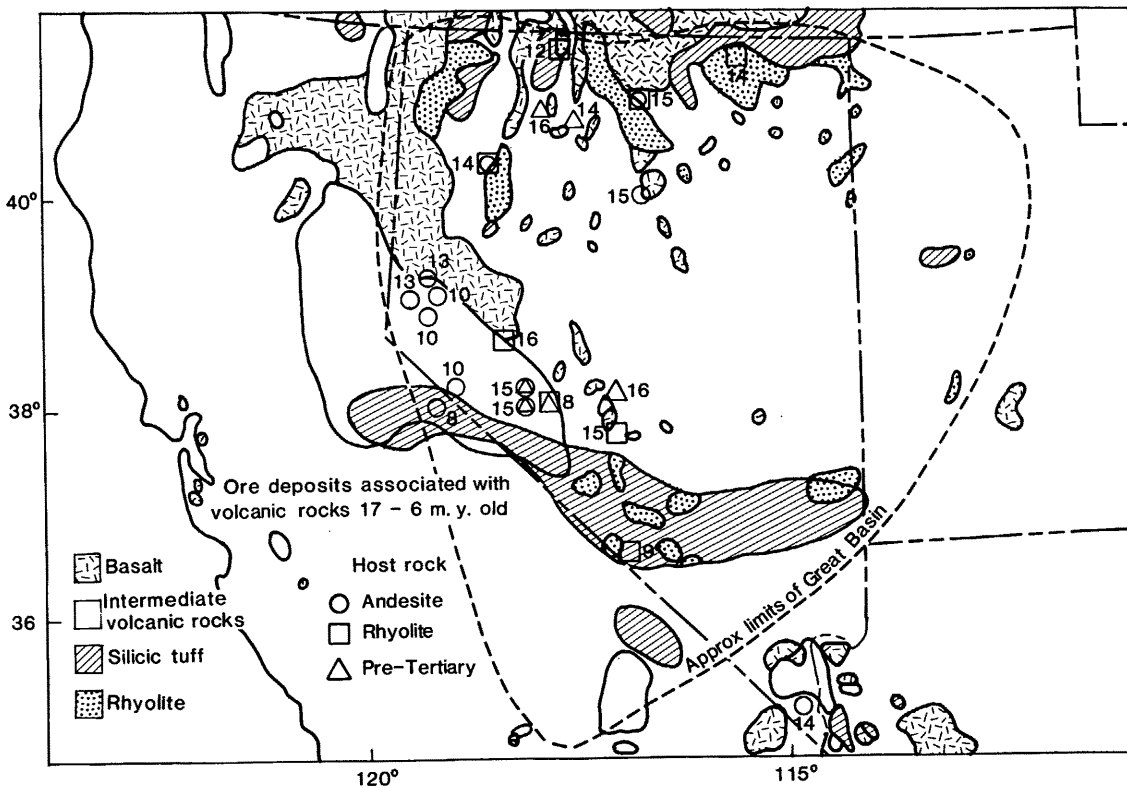 12
14
15
16
14
14
15
40°
13
13
10
10
16
10
15
16
15
8
38°
8
15
Ore deposits associated with
volcanic rocks 17 – 6 m. y. old
9
Basalt
Host rock
Intermediate
volcanic rocks
Andesite
Rhyolite
36
Silicic tuff
Pre–Tertiary
Rhyolite
Approx limits of Great Basin
14
120°
115°